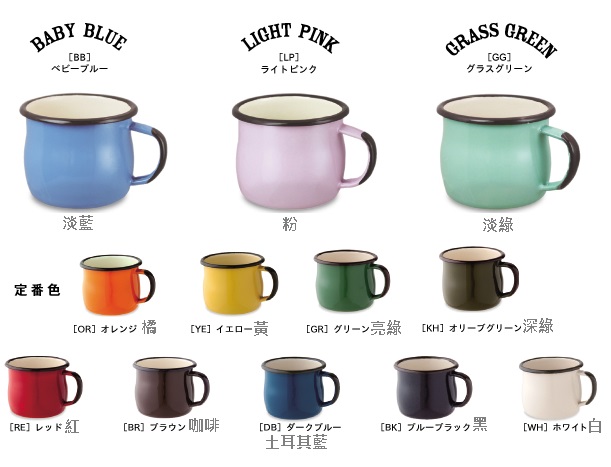 BABY BLUE
[BB]
ベビーブルー
淡藍
LIGHT PINK
[LP]
ライトピンク
粉
GRASS GREEN
[GG]
グラスグリーン
淡綠
定番色
[OR] オレンジ 橘
[YE] イエロー 黃
[GR] グリーン 亮綠
[KH] オリーブグリーン 深綠
[RE] レッド 紅
[BR] ブラウン 咖啡
[DB] ダークブルー
土耳其藍
[BK] ブルーブラック 黑
[WH] ホワイト 白